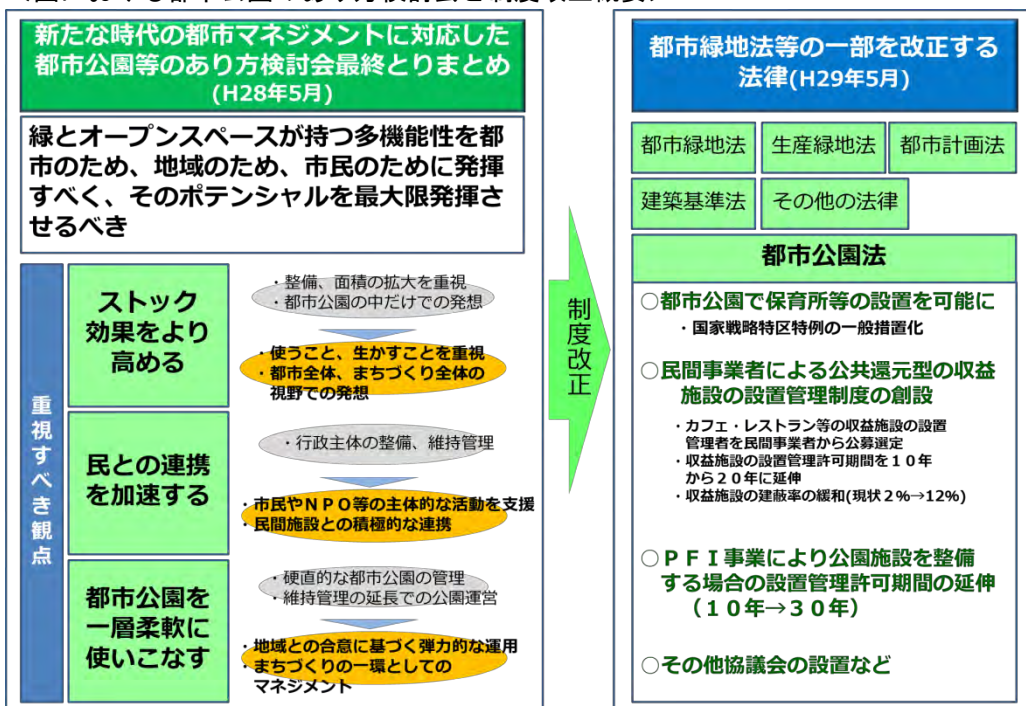 新たな時代の都市マネジメントに対応した
都市公園等のあり方検討会最終とりまとめ
(H28年5月)
緑とオープンスペースが持つ多機能性を都
市のため、地域のため、市民のために発揮
すべく、そのポテンシャルを最大限発揮さ
せるべき
重視すべき観点
ストック
効果をより
高める
・整備、面積の拡大を重視
・都市公園の中だけでの発想
・使うこと、生かすことを重視
・都市全体、まちづくり全体の
視野での発想
民との連携
を加速する
・行政主体の整備、維持管理
・市民やNPO等の主体的な活動を支援
・民間施設との積極的な連携
都市公園を
一層柔軟に
使いこなす
・硬直的な都市公園の管理
・維持管理の延長での公園運営
・地域との合意に基づく弾力的な運用
・まちづくりの一環としての
マネジメント
制度改正
都市緑地法等の一部を改正する
法律(H29年5月)
都市緑地法
生産緑地法
都市計画法
建築基準法
その他の法律
都市公園法
○都市公園で保育所等の設置を可能に
・国家戦略特区特例の一般措置化
○民間事業者による公共還元型の収益
施設の設置管理制度の創設
・カフェ・レストラン等の収益施設の設置
管理者を民間事業者から公募選定
・収益施設の設置管理許可期間を10年
から20年に延伸
・収益施設の建蔽率の緩和(現状2%→12%)
○PFI事業により公園施設を整備
する場合の設置管理許可期間の延伸
(10年→30年)
○その他協議会の設置など